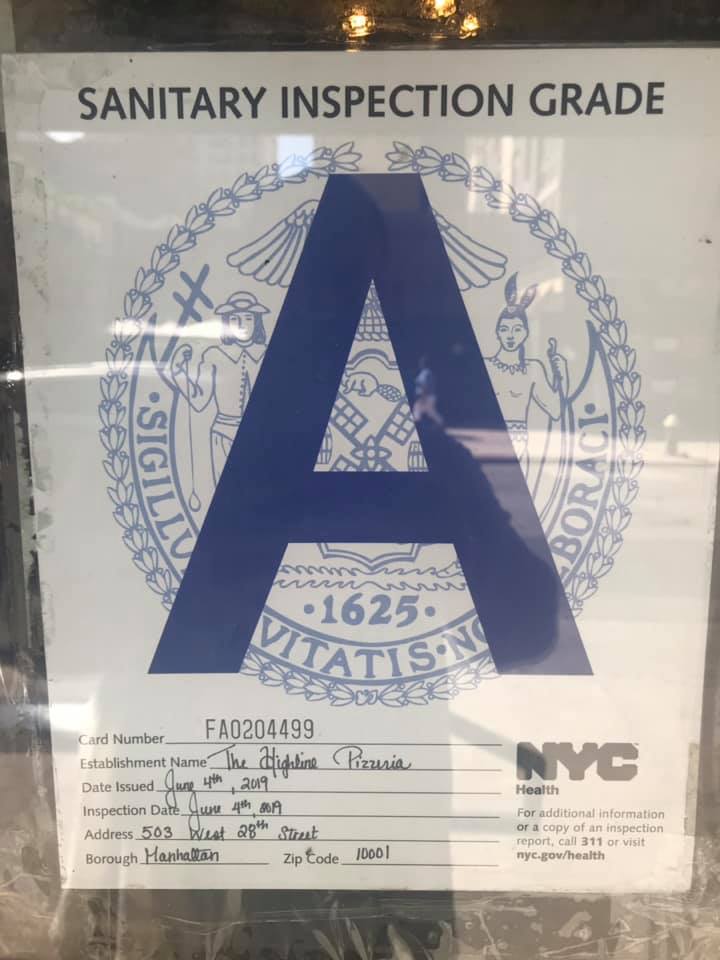 SANITARY INSPECTION GRADE
A
·SIGILLU
BORACI·
·1625·
VITATIS·NO
Card Number FA0204499
Establishment Name The Highline Pizzeria
Date Issued June 4th, 2019
Inspection Date June 4th, 2019
Address 503 West 28th Street
Borough Manhattan Zip Code 10001
NYC
Health
For additional information
or a copy of an inspection
report, call 311 or visit
nyc.gov/health